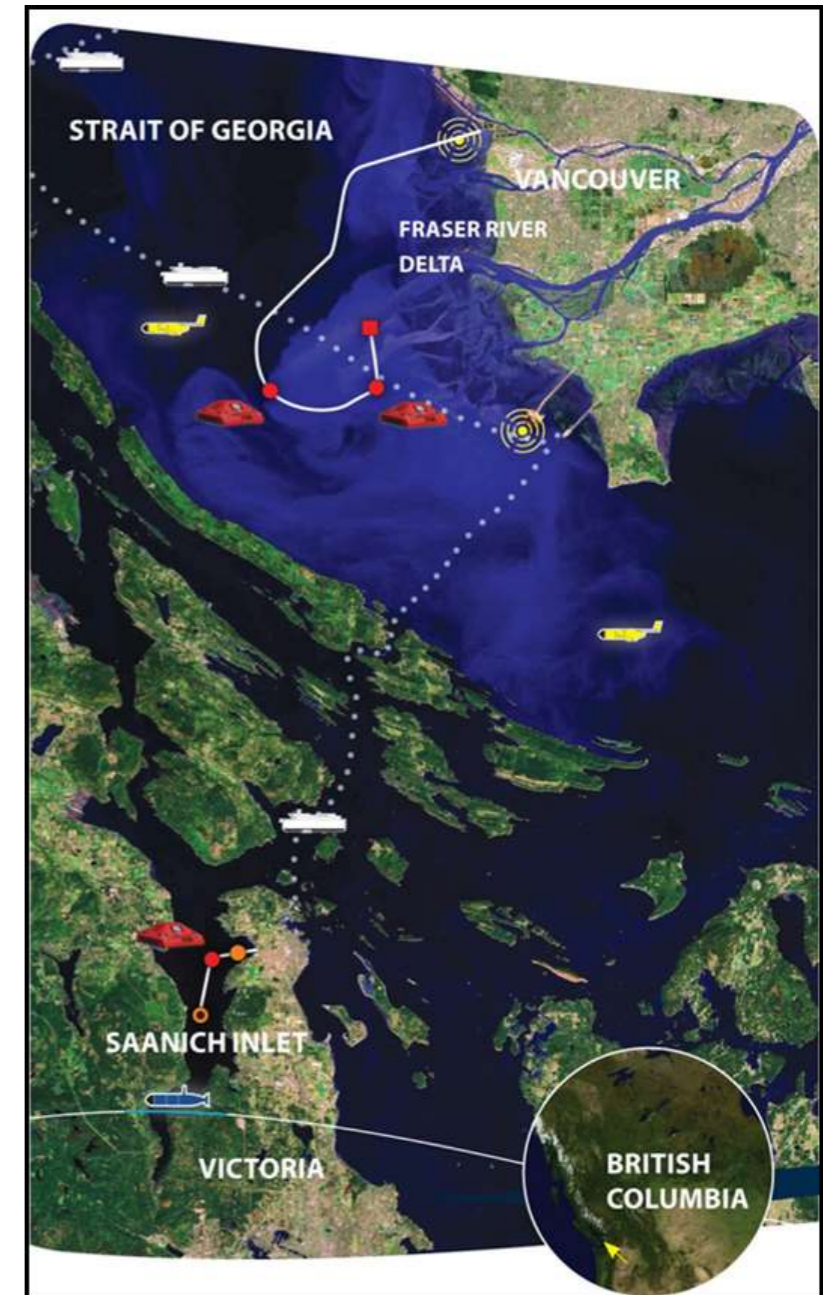 STRAIT OF GEORGIA
VANCOUVER
FRASER RIVER
DELTA
SAANICH INLET
VICTORIA
BRITISH
COLUMBIA